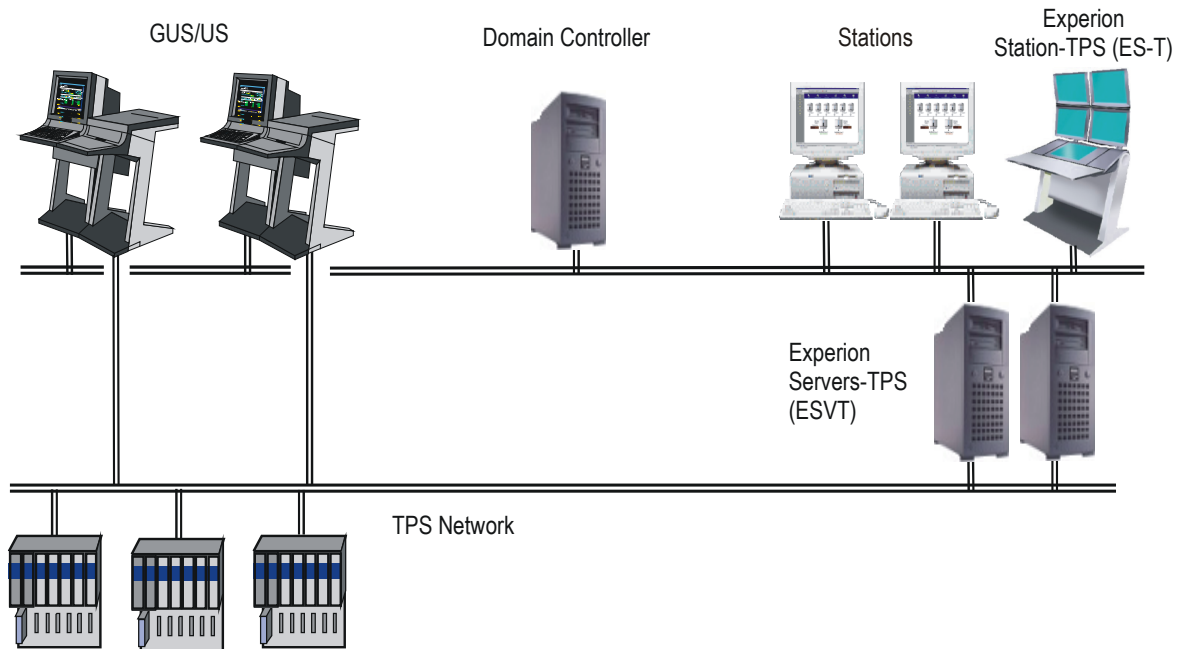 GUS/US
Domain Controller
Stations
Experion
Station-TPS (ES-T)
Experion
Servers-TPS
(ESVT)
TPS Network